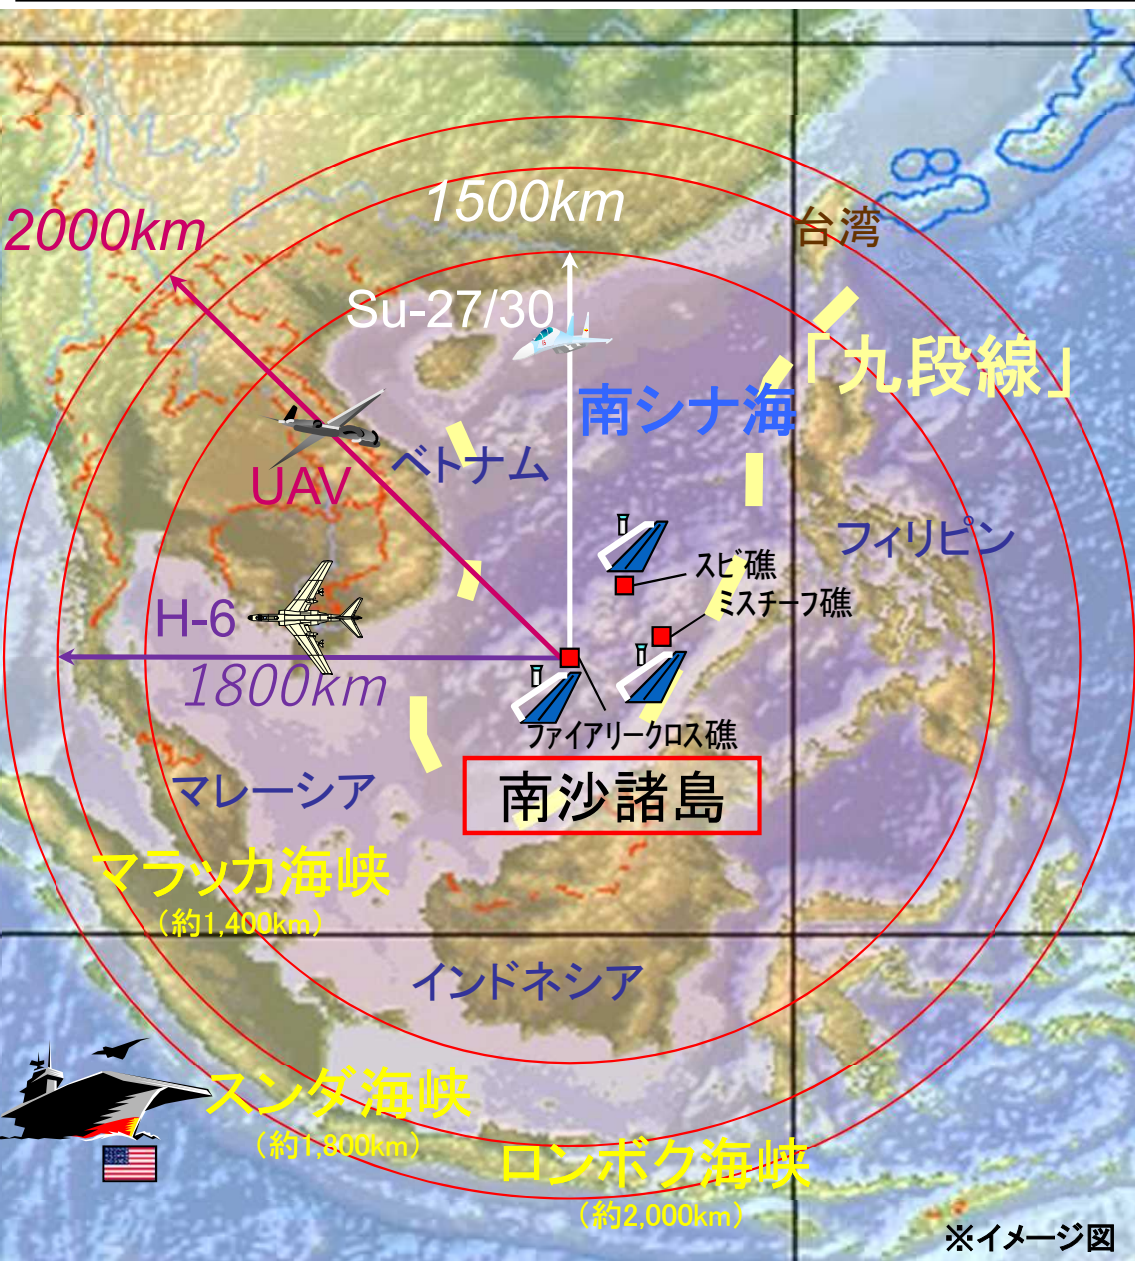 1500km
2000km
台湾
Su-27/30
「九段線」
南シナ海
ベトナム
UAV
フィリピン
スビ礁
ミスチーフ礁
H-6
1800km
ファイアリークロス礁
南沙諸島
マレーシア
マラッカ海峡
（約1,400km）
インドネシア
スンダ海峡
（約1,800km）
ロンボク海峡
（約2,000km）
※イメージ図